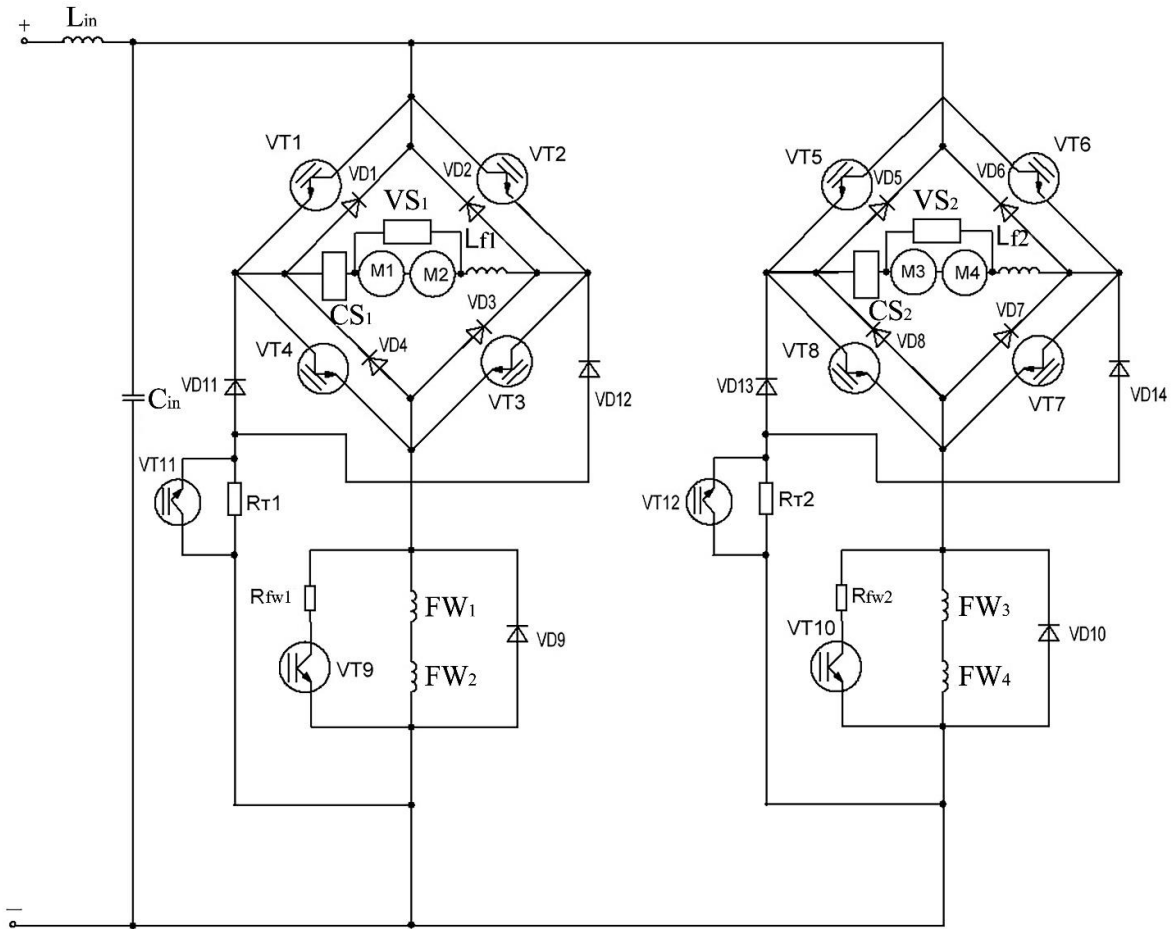 +
Lin
VT1
VD1
VD2
VT2
VS1
Lf1
M1
M2
CS1
VD3
VT4
VD4
VT3
VD11
VD12
Cin
VT11
Rт1
Rfw1
FW1
VT9
FW2
VD9
VT5
VD5
VD6
VT6
VS2
Lf2
M3
M4
CS2
VD7
VT8
VD8
VT7
VD13
VD14
VT12
Rт2
Rfw2
FW3
VT10
FW4
VD10
−